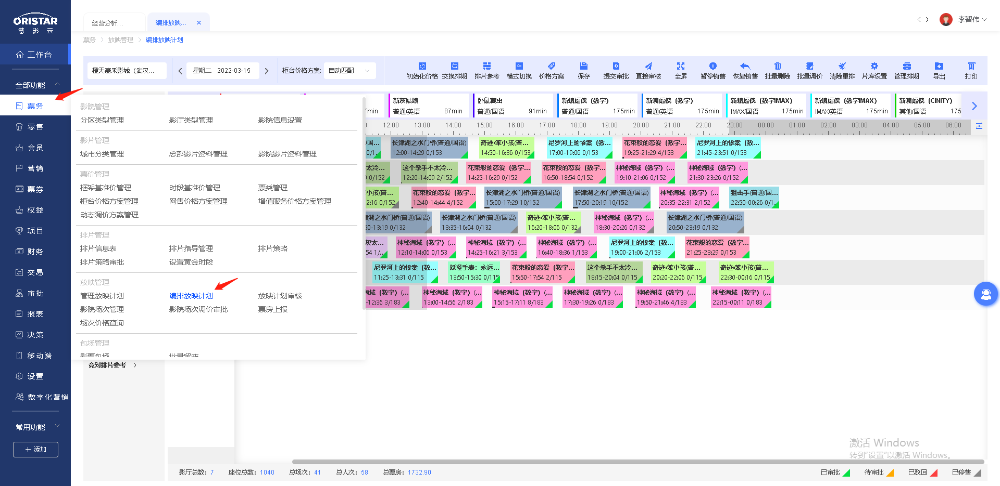 ORISTAR
慧 影 云
经营分析...
编排放映...
李智伟
票务 > 放映管理 > 编排放映计划
工作台
全部功能
票务
零售
会员
营销
票券
权益
项目
财务
交易
审批
报表
决策
移动端
设置
数字化营销
常用功能
+ 添加
橙天嘉禾影城（武汉...
星期二 2022-03-15
柜台价格方案: 自动匹配
初始化价格 交换排期 排片参考 模式切换 价格方案 保存 提交审批 直接审核 全屏 暂停销售 恢复销售 批量删除 批量调价 清除重排 片库设置 管理排期 导出 打印
影院管理
分区类型管理 影厅类型管理 影院信息设置
影片管理
城市分类管理 总部影片资料管理 影院影片资料管理
票价管理
框架基准价管理 时段基准价管理 票类管理
柜台价格方案管理 网售价格方案管理 增值服务价格方案管理
动态调价方案管理
排片管理
排片信息表 排片指导管理 排片策略
排片策略审批 设置黄金时段
放映管理
管理放映计划 编排放映计划 放映计划审核
影院场次管理 影院场次调价审批 票房上报
场次价格查询
包场管理
影票包场 批量留座
竞对排片参考 >
新灰姑娘 卧鼠藏虫 新蝙蝠侠（数字） 新蝙蝠侠（数字） 新蝙蝠侠（数字IMAX） 新蝙蝠侠（数字IMAX） 新蝙蝠侠（CINITY）
min 普通/英语 87min 普通/国语 91min 普通/国语 175min 普通/英语 175min IMAX/国语 175min IMAX/英语 175min 其他/国语 175
12:00 13:00 14:00 15:00 16:00 17:00 18:00 19:00 20:00 21:00 22:00 23:00 00:00 01:00 02:00 03:00 04:00 05:00 06:00
/国... 长津湖之水门桥(普通/国语) 奇迹•笨小孩(普... 尼罗河上的惨案（数... 花束般的恋爱（数字... 尼罗河上的惨案（数...
0/1... 12:00-14:29 0/153 14:50-16:36 0/153 17:00-19:06 0/153 19:25-21:29 4/153 21:45-23:51 0/153
太冷... 这个杀手不太冷... 花束般的恋爱（数字... 花束般的恋爱（数字... 神秘海域（数字）(... 神秘海域（数字）(...
0/152 12:20-14:09 2/152 14:25-16:29 0/152 16:50-18:54 0/152 19:10-21:06 0/152 21:30-23:26 0/152
小孩(普... 花束般的恋爱（数字... 长津湖之水门桥(普通/国语) 长津湖之水门桥(普通/国语) 神秘海域（数字）(... 狙击手(普通/国...
2:16 0/152 12:40-14:44 4/152 15:00-17:29 10/152 17:50-20:19 10/152 20:35-22:31 2/152 22:50-00:26 0/1...
湖之水门桥(普通/国语) 长津湖之水门桥(普通/国语) 奇迹•笨小孩(普... 神秘海域（数字）(... 长津湖之水门桥(普通/国语)
50-13:19 0/132 13:35-16:04 0/132 16:20-18:06 0/132 18:30-20:26 0/132 20:50-23:19 0/132
灰太... 神秘海域（数字）(... 神秘海域（数字）(... 神秘海域（数字）(... 尼罗河上的惨案（数... 花束般的恋爱（数字...
54 1/... 12:10-14:06 0/153 14:25-16:21 3/153 16:40-18:36 1/153 19:00-21:06 2/153 21:25-23:29 0/153
尼罗河上的惨案（数... 妖怪手表：永远... 花束般的恋爱（数字... 这个杀手不太冷... 奇迹•笨小孩(普... 奇迹•笨小孩(普...
11:25-13:31 0/115 13:50-15:30 0/115 15:50-17:54 2/115 18:15-20:04 0/115 20:20-22:06 0/115 22:30-00:16 0/115
海域（数字）(... 神秘海域（数字）(... 神秘海域（数字）(... 神秘海域（数字）(... 神秘海域（数字）(... 神秘海域（数字）(...
-12:36 3/183 13:00-14:56 2/183 15:15-17:11 8/183 17:30-19:26 0/183 19:50-21:46 4/183 22:15-00:11 0/183
激活 Windows
转到“设置”以激活 Windows。
影厅总数: 7 座位总数: 1040 总场次: 41 总人次: 58 总票房: 1732.90
已审批 待审批 已驳回 已停售